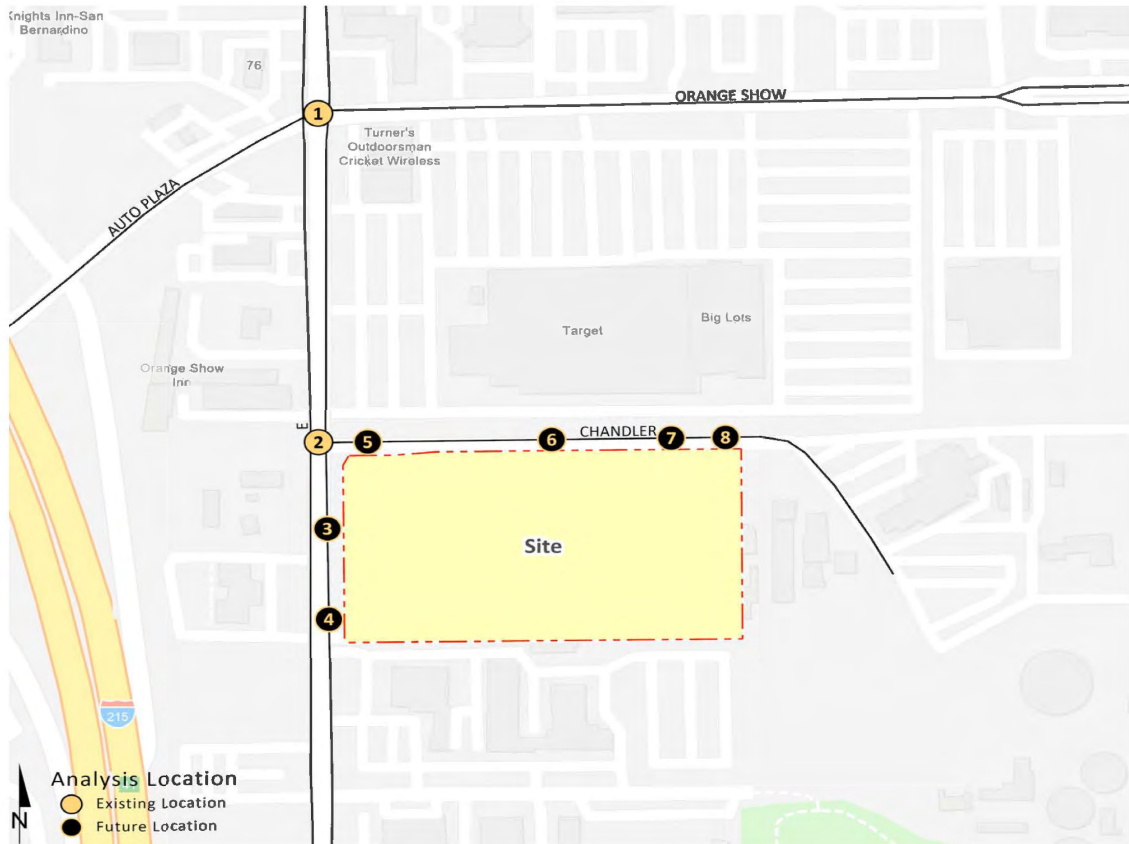 Knights Inn-San
Bernardino
76
ORANGE SHOW
1
Turner's
Outdoorsman
Cricket Wireless
AUTO PLAZA
Target
Big Lots
Orange Show
Inn
E
CHANDLER
2
5
6
7
8
3
Site
4
215
N
Analysis Location
Existing Location
Future Location